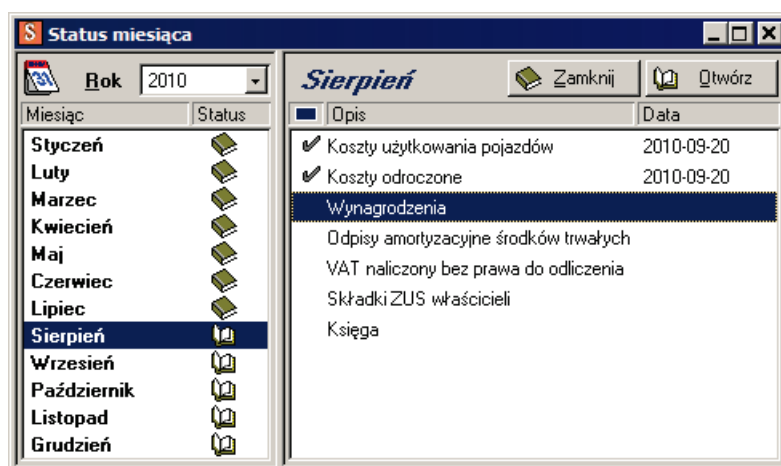 S Status miesiąca
31 Rok 2010 Sierpień Zamknij Otwórz
Miesiąc Status Opis Data
Styczeń
Luty
Marzec
Kwiecień
Maj
Czerwiec
Lipiec
Sierpień
Wrzesień
Październik
Listopad
Grudzień
Koszty użytkowania pojazdów 2010-09-20
Koszty odroczone 2010-09-20
Wynagrodzenia
Odpisy amortyzacyjne środków trwałych
VAT naliczony bez prawa do odliczenia
Składki ZUS właścicieli
Księga